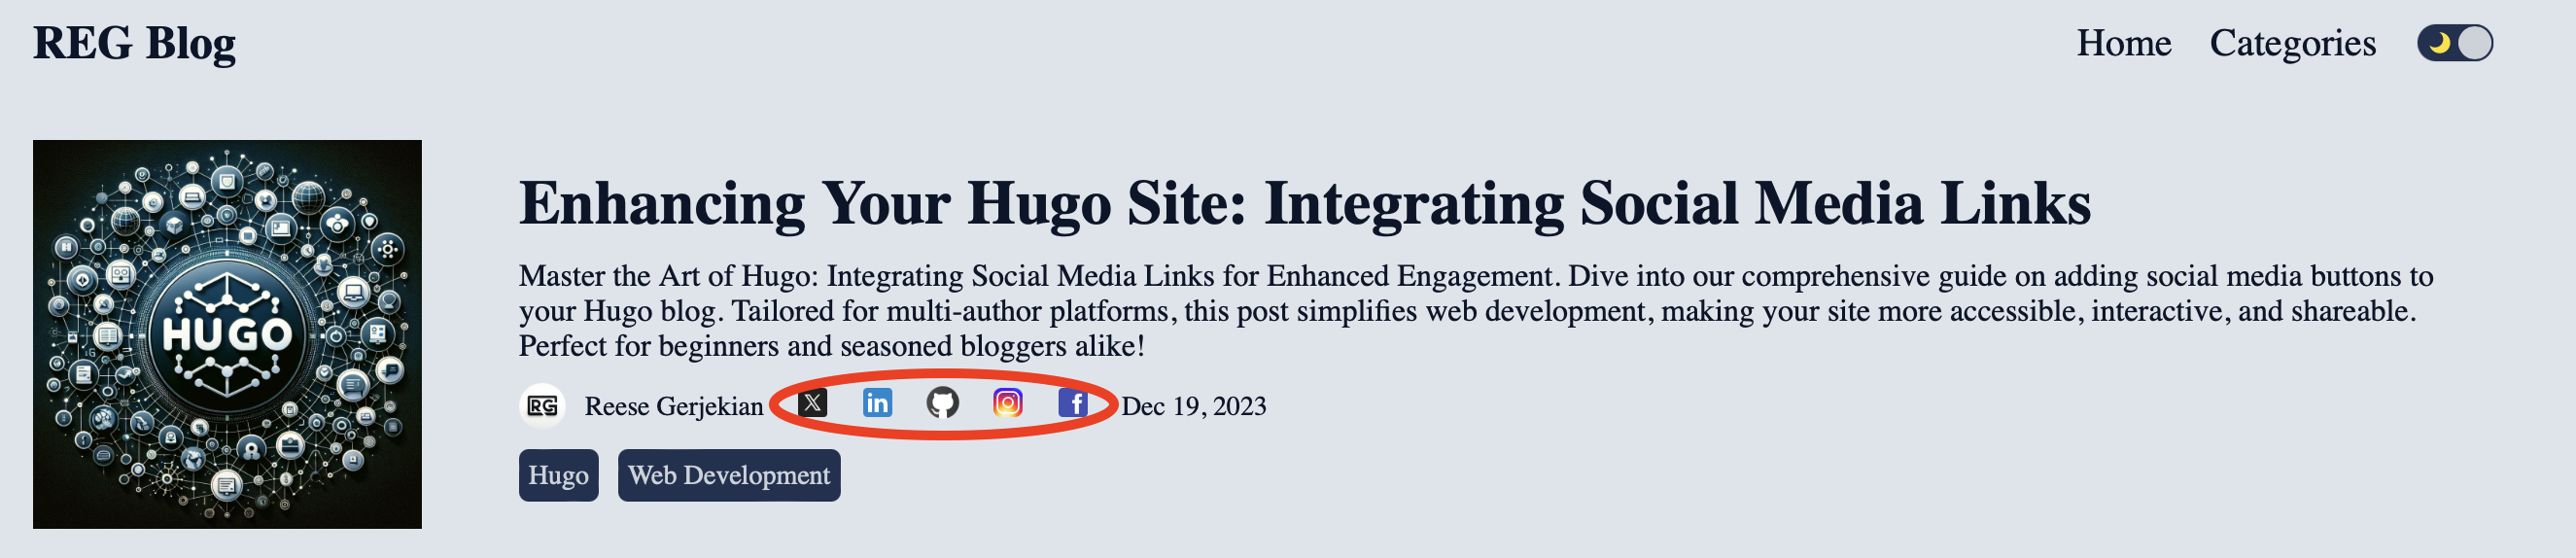 REG Blog
Home Categories
HUGO
Enhancing Your Hugo Site: Integrating Social Media Links
Master the Art of Hugo: Integrating Social Media Links for Enhanced Engagement. Dive into our comprehensive guide on adding social media buttons to
your Hugo blog. Tailored for multi-author platforms, this post simplifies web development, making your site more accessible, interactive, and shareable.
Perfect for beginners and seasoned bloggers alike!
RG Reese Gerjekian X in f Dec 19, 2023
Hugo Web Development